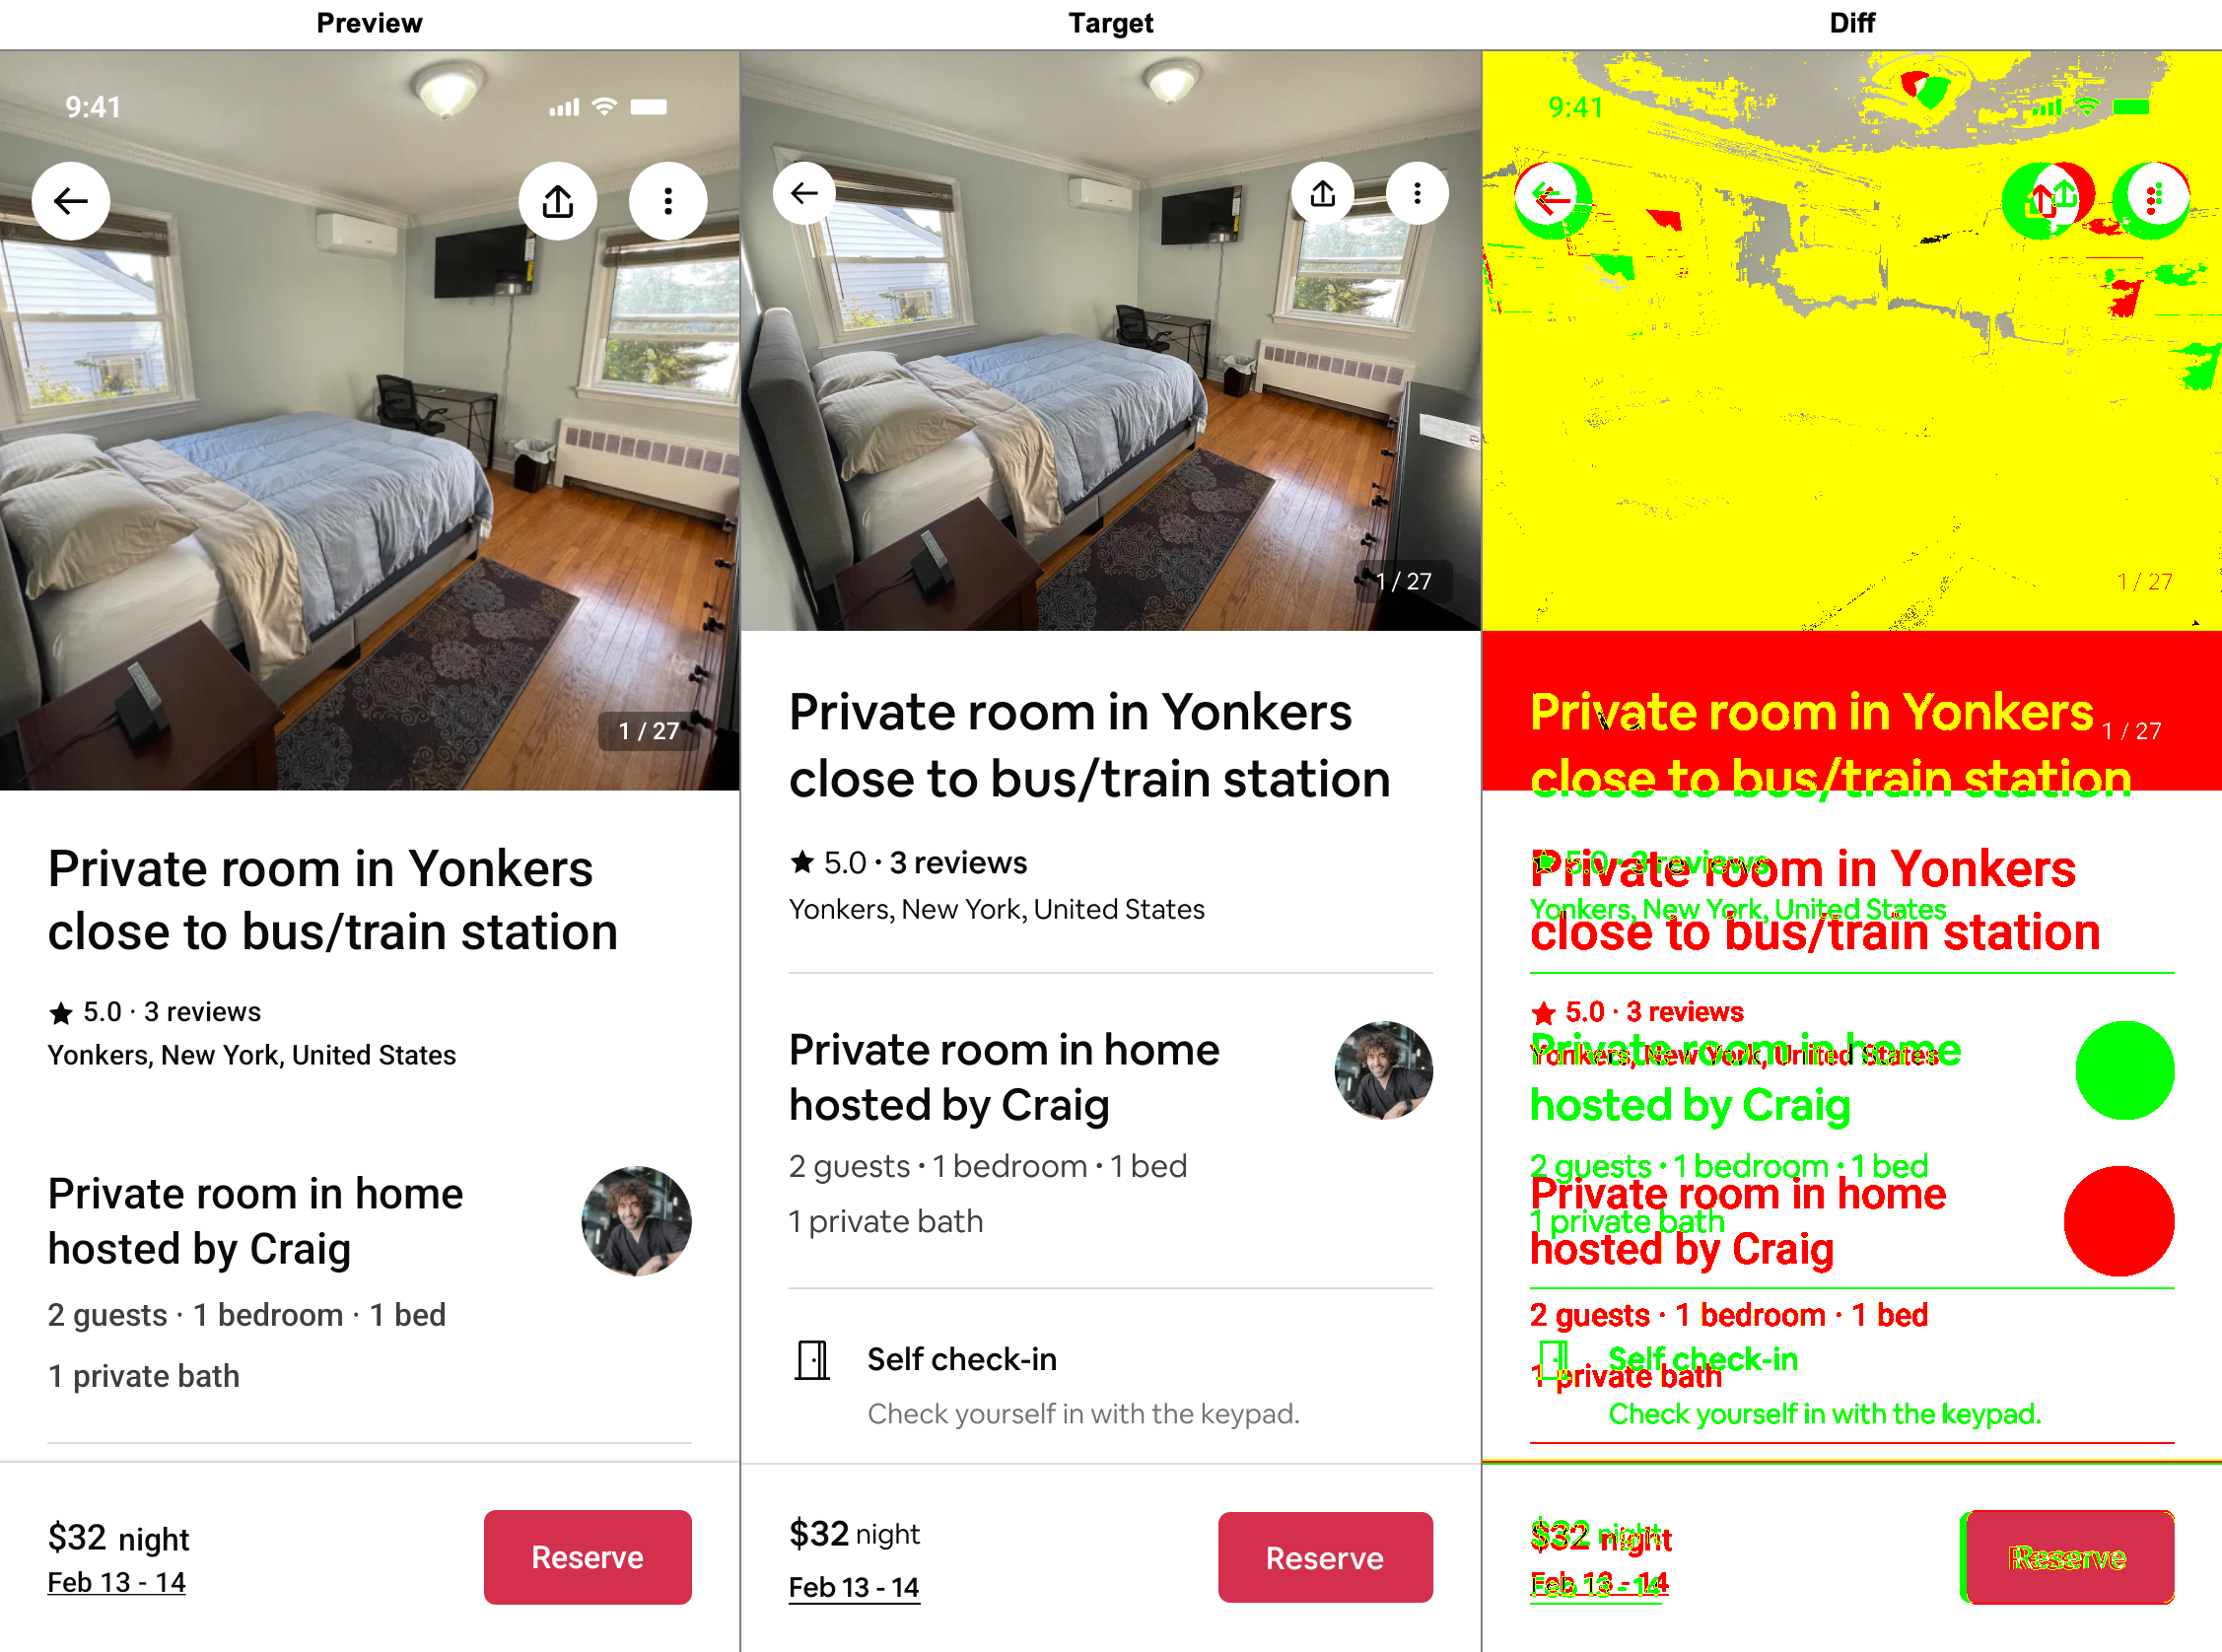 Preview
Target
Diff
9:41
1 / 27
Private room in Yonkers
close to bus/train station
5.0 · 3 reviews
Yonkers, New York, United States
Private room in home
hosted by Craig
2 guests · 1 bedroom · 1 bed
1 private bath
$32 night
Feb 13 - 14
Reserve
1 / 27
Private room in Yonkers
close to bus/train station
5.0 · 3 reviews
Yonkers, New York, United States
Private room in home
hosted by Craig
2 guests · 1 bedroom · 1 bed
1 private bath
Self check-in
Check yourself in with the keypad.
$32 night
Feb 13 - 14
Reserve
9:41
1 / 27
Private room in Yonkers
1 / 27
close to bus/train station
5.0 · 3 reviews
Private room in Yonkers
Yonkers, New York, United States
close to bus/train station
5.0 · 3 reviews
Private room in home
Yonkers, New York, United States
hosted by Craig
2 guests · 1 bedroom · 1 bed
Private room in home
1 private bath
hosted by Craig
2 guests · 1 bedroom · 1 bed
Self check-in
1 private bath
Check yourself in with the keypad.
$32 night
$32 night
Feb 13 - 14
Feb 13 - 14
Reserve
Reserve